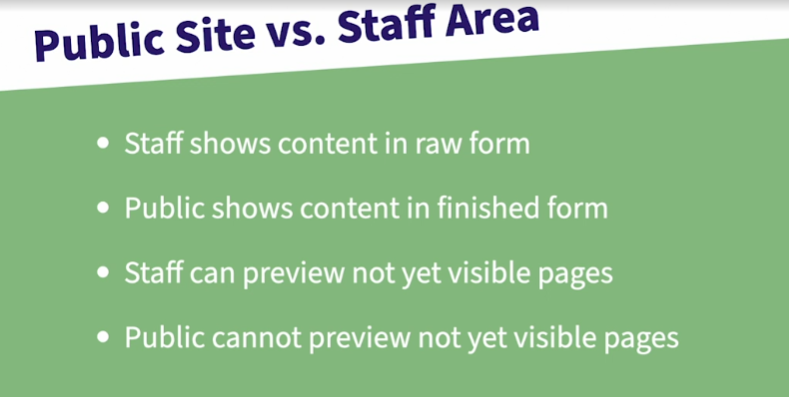 Public Site vs. Staff Area
Staff shows content in raw form
Public shows content in finished form
Staff can preview not yet visible pages
Public cannot preview not yet visible pages